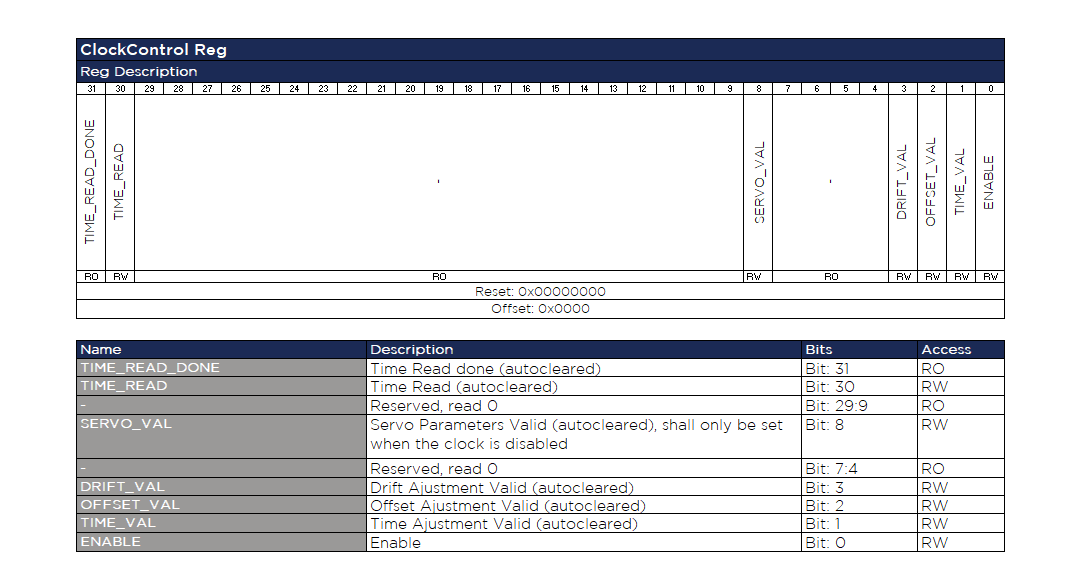 ClockControl Reg
Reg Description
31 30 29 28 27 26 25 24 23 22 21 20 19 18 17 16 15 14 13 12 11 10 9 8 7 6 5 4 3 2 1 0
TIME_READ_DONE TIME_READ - SERVO_VAL - DRIFT_VAL OFFSET_VAL TIME_VAL ENABLE
RO RW RO RW RO RW RW RW RW
Reset: 0x00000000
Offset: 0x0000
Name Description Bits Access
TIME_READ_DONE Time Read done (autocleared) Bit: 31 RO
TIME_READ Time Read (autocleared) Bit: 30 RW
- Reserved, read 0 Bit: 29:9 RO
SERVO_VAL Servo Parameters Valid (autocleared), shall only be set Bit: 8 RW
when the clock is disabled
- Reserved, read 0 Bit: 7:4 RO
DRIFT_VAL Drift Ajustment Valid (autocleared) Bit: 3 RW
OFFSET_VAL Offset Ajustment Valid (autocleared) Bit: 2 RW
TIME_VAL Time Ajustment Valid (autocleared) Bit: 1 RW
ENABLE Enable Bit: 0 RW